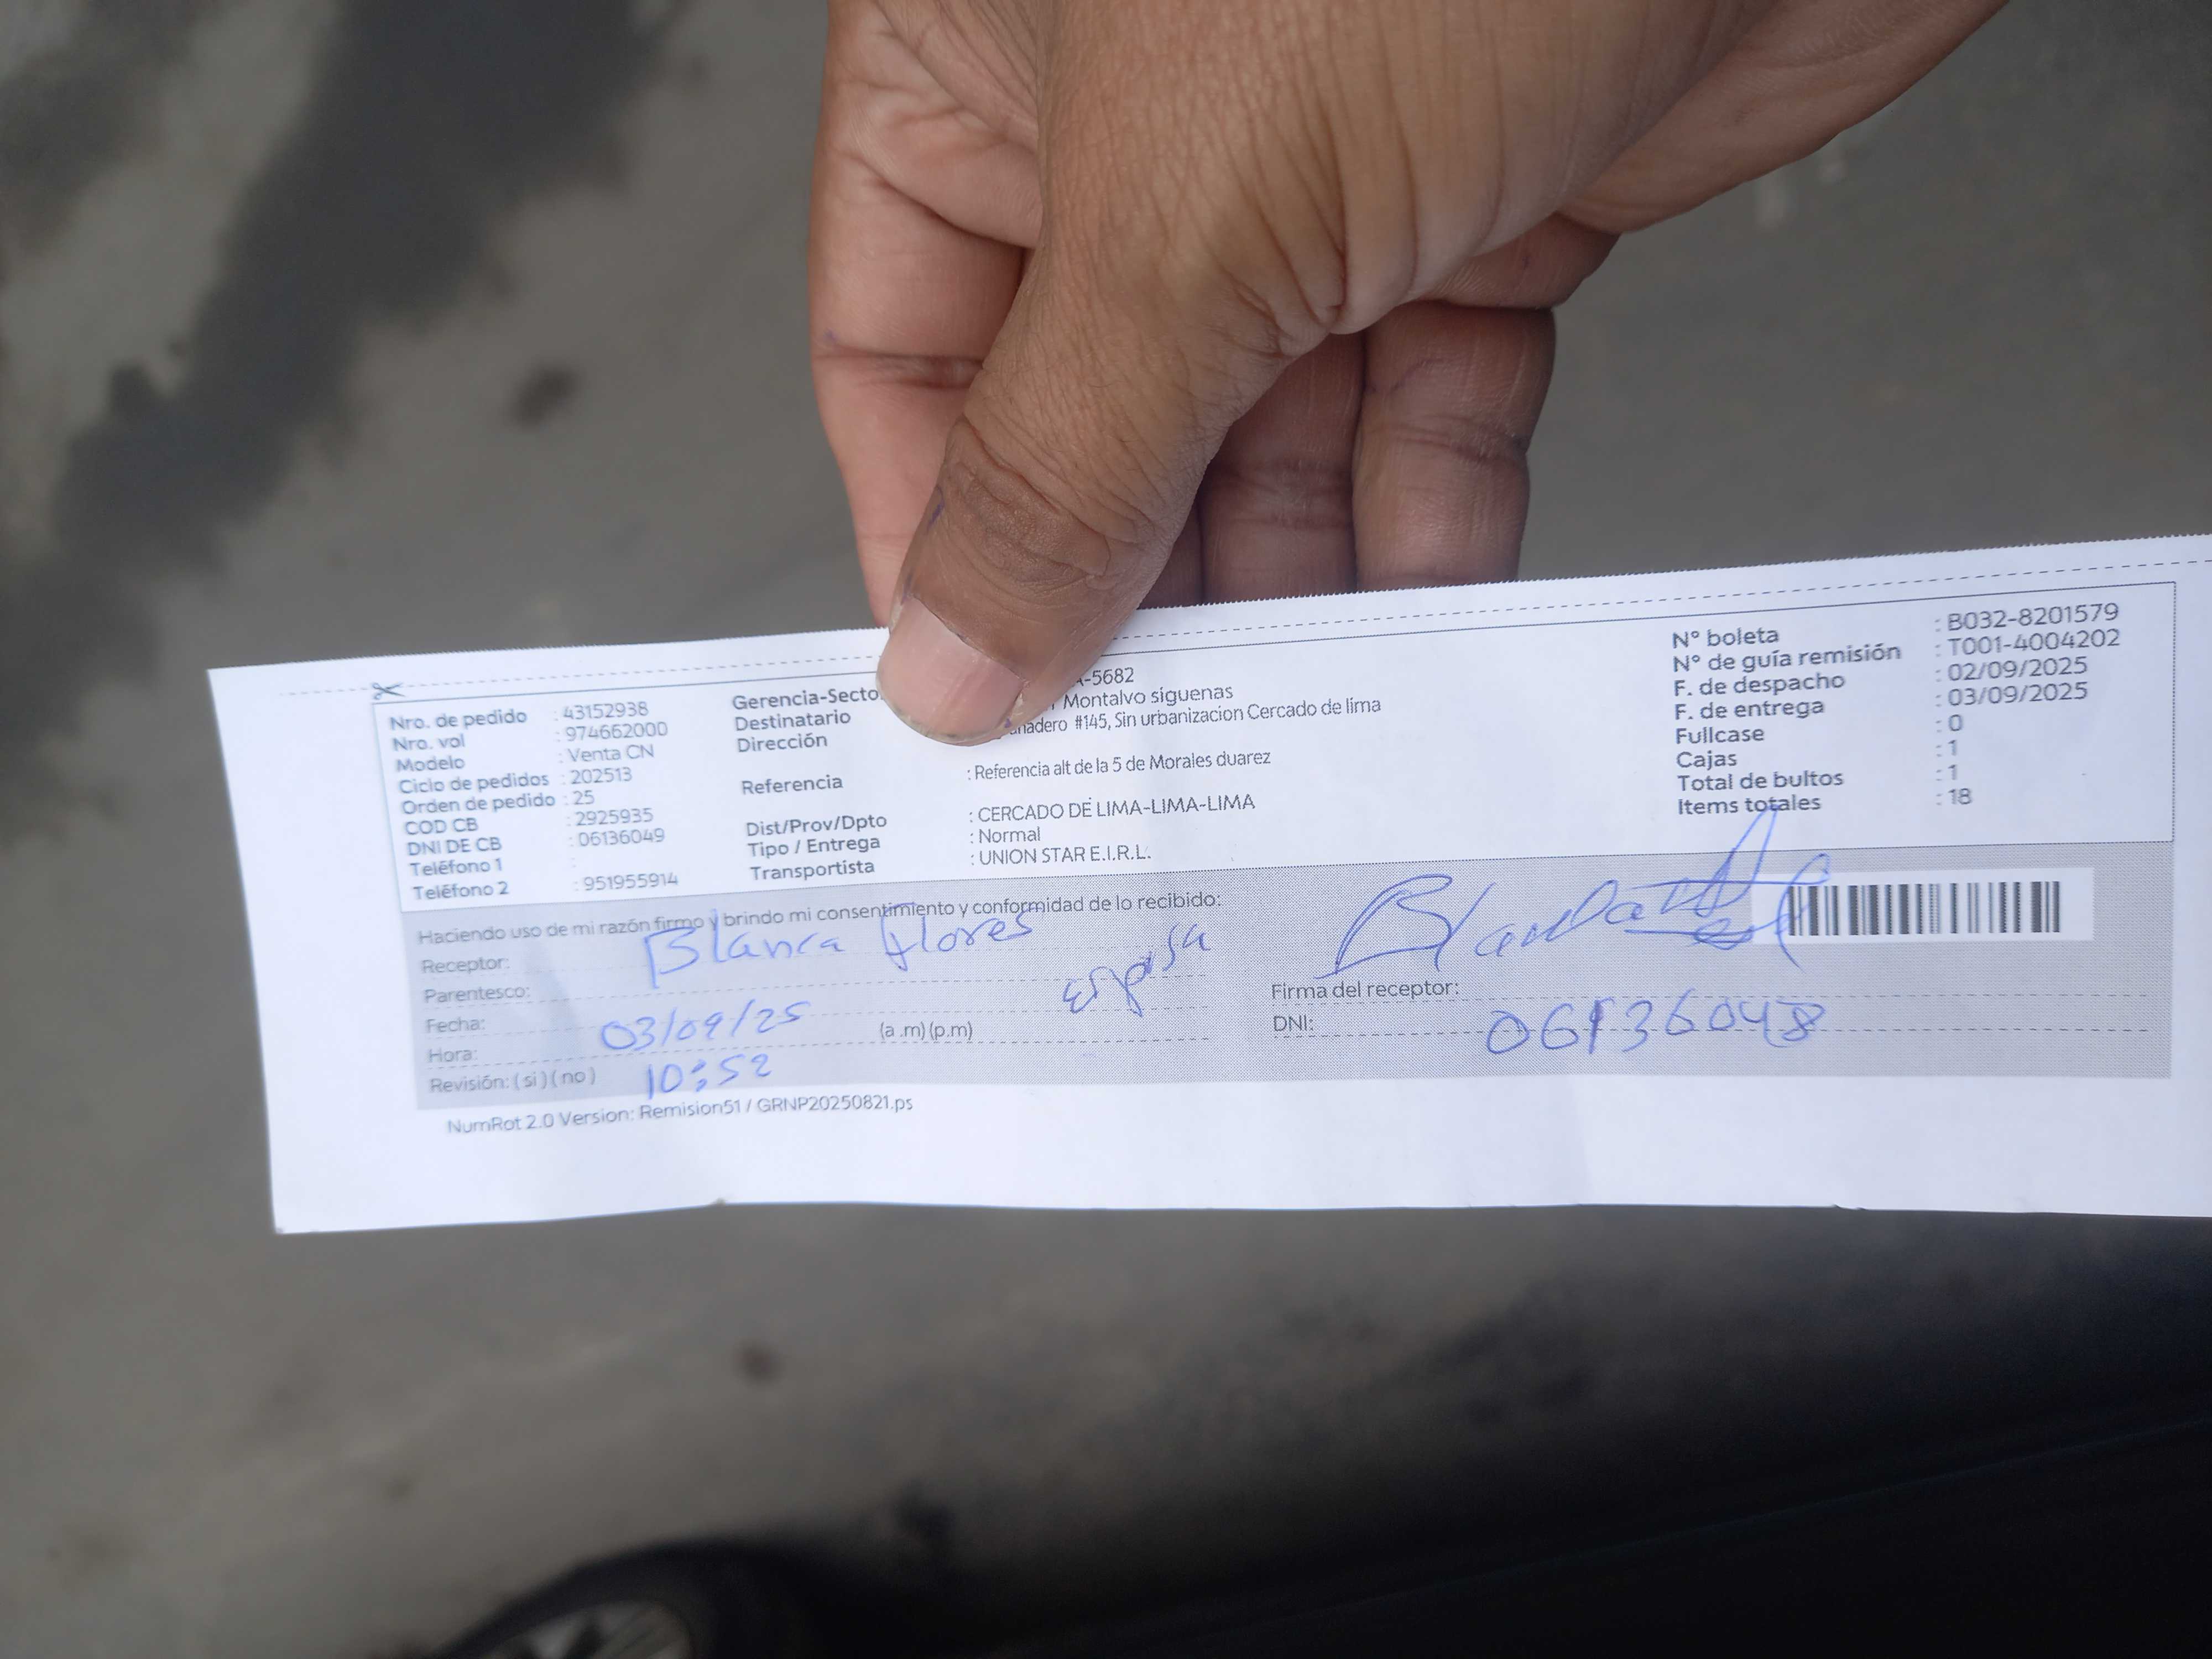 Nro. de pedido : 43152938
Nro. vol : 974662000
Modelo : Venta CN
Ciclo de pedidos : 202513
Orden de pedido : 25
COD CB : 2925935
DNI DE CB : 06136049
Teléfono 1 :
Teléfono 2 : 951955914
Gerencia-Secto A-5682
Destinatario Montalvo siguenas
Dirección #145, Sin urbanizacion Cercado de lima
Referencia : Referencia alt de la 5 de Morales duarez
Dist/Prov/Dpto : CERCADO DE LIMA-LIMA-LIMA
Tipo / Entrega : Normal
Transportista : UNION STAR E.I.R.L.
N° boleta : B032-8201579
N° de guía remisión : T001-4004202
F. de despacho : 02/09/2025
F. de entrega : 03/09/2025
Fullcase : 0
Cajas : 1
Total de bultos : 1
Items totales : 18
Haciendo uso de mi razón firmo y brindo mi consentimiento y conformidad de lo recibido:
Receptor: Blanca flores
Parentesco: Esposa
Fecha: 03/09/25
Hora: 10:52 (a .m) (p.m)
Revisión: ( si ) ( no )
Firma del receptor:
DNI: 06136048
NumRot 2.0 Version: Remision51 / GRNP20250821.ps